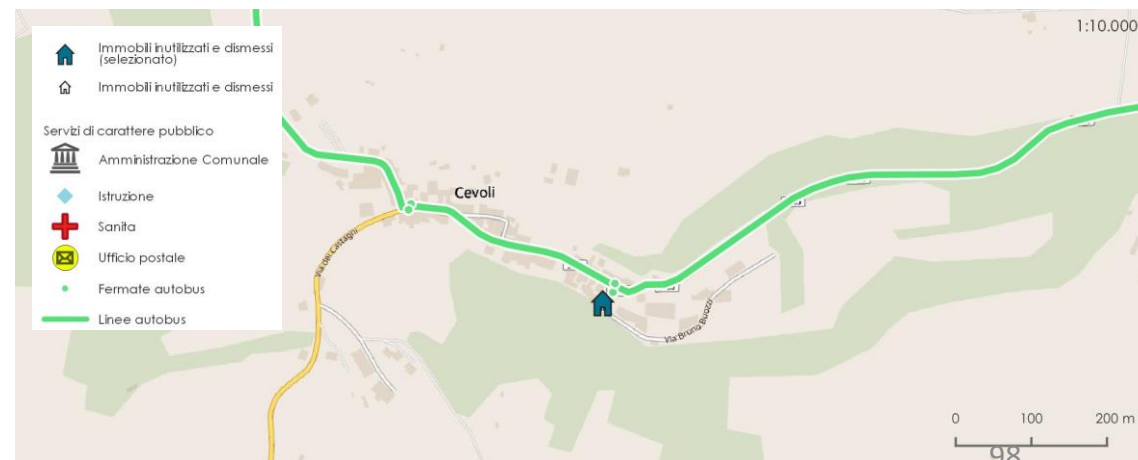 1:10.000
Immobili inutilizzati e dismessi
(selezionato)
Immobili inutilizzati e dismessi
Servizi di carattere pubblico
Amministrazione Comunale
Istruzione
Sanita
Ufficio postale
Fermate autobus
Linee autobus
Cevoli
Via dei Castagni
Via Bruno Buozzi
0 100 200 m
98